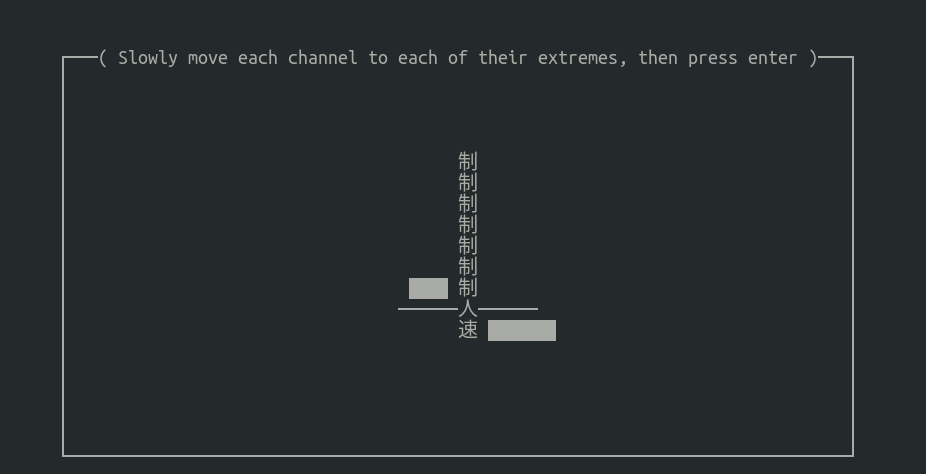 ( Slowly move each channel to each of their extremes, then press enter )
制
制
制
制
制
制
制
人
速